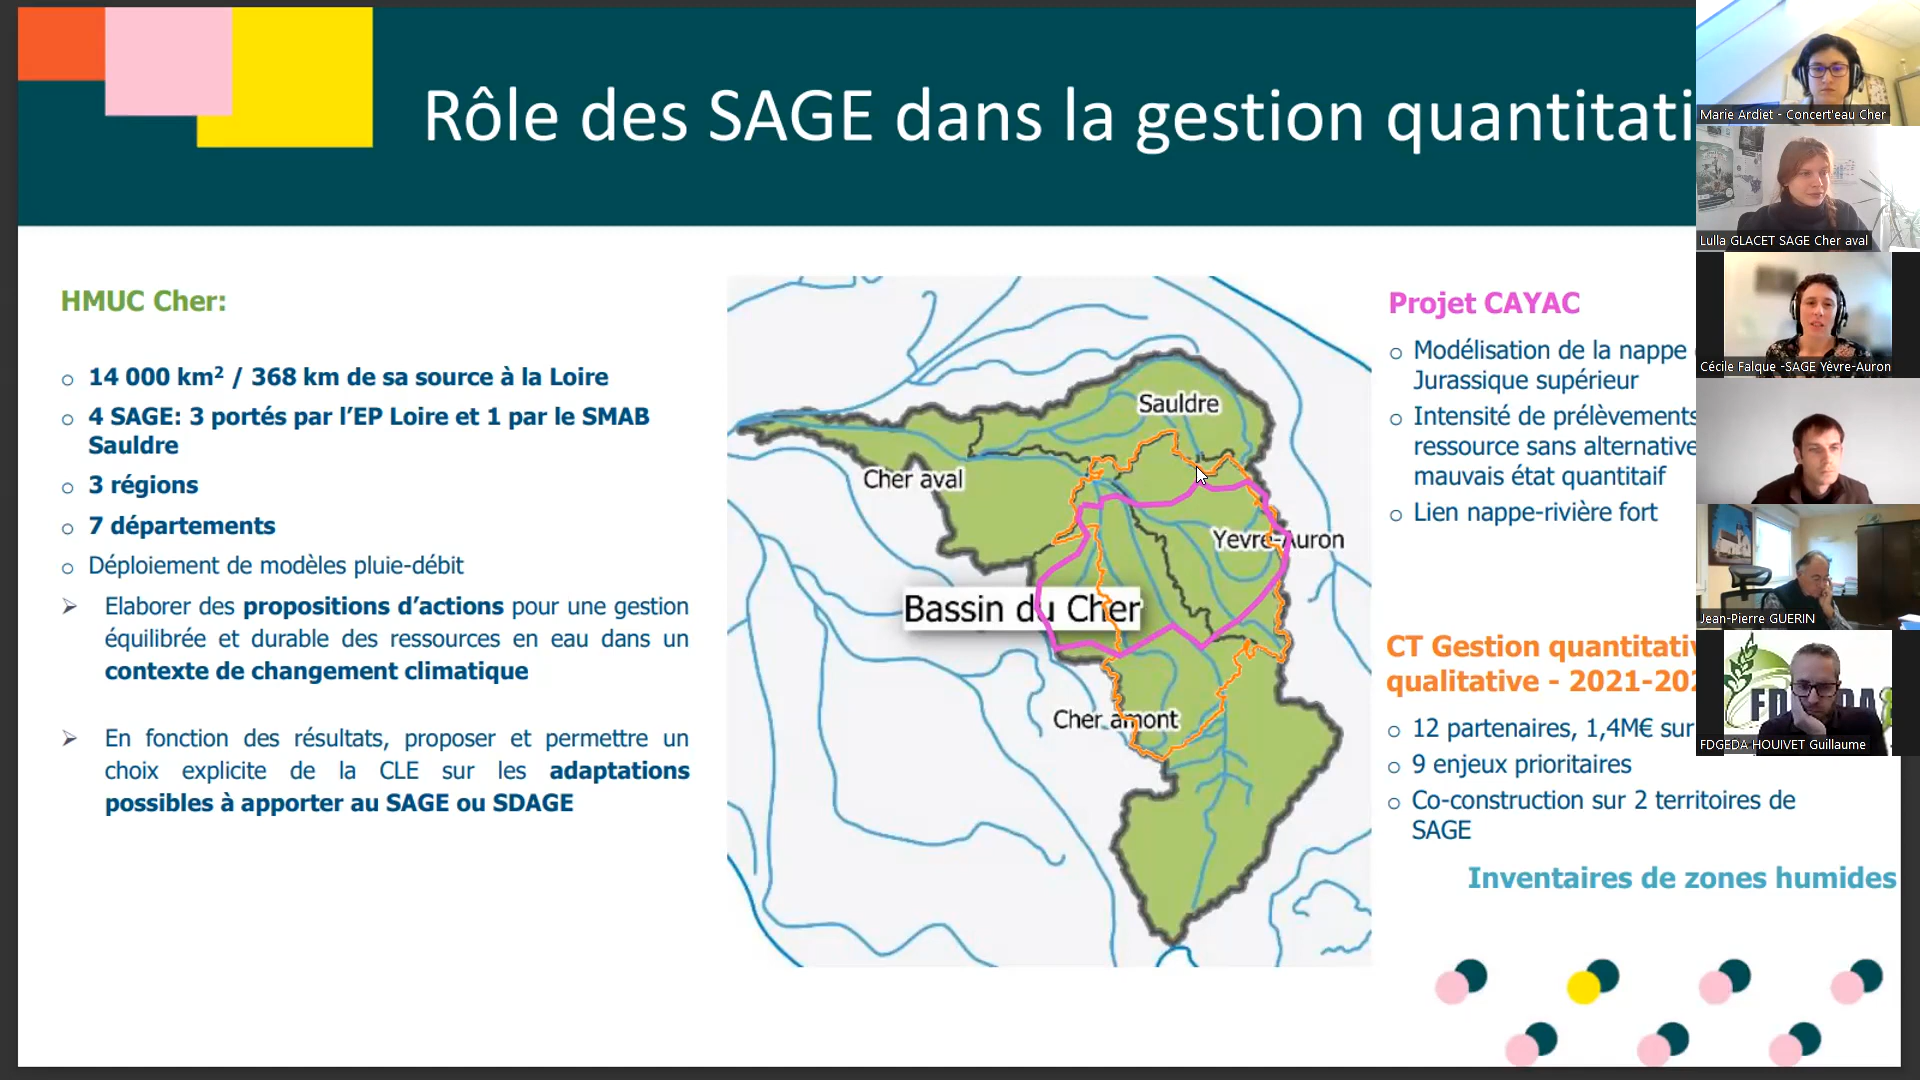 Rôle des SAGE dans la gestion quantitati
HMUC Cher:
o 14 000 km² / 368 km de sa source à la Loire
o 4 SAGE: 3 portés par l’EP Loire et 1 par le SMAB
Sauldre
o 3 régions
o 7 départements
o Déploiement de modèles pluie-débit
➢ Elaborer des propositions d’actions pour une gestion
équilibrée et durable des ressources en eau dans un
contexte de changement climatique
➢ En fonction des résultats, proposer et permettre un
choix explicite de la CLE sur les adaptations
possibles à apporter au SAGE ou SDAGE
Sauldre
Cher aval
Yevre-Auron
Bassin du Cher
Cher amont
Projet CAYAC
o Modélisation de la nappe
Jurassique supérieur
o Intensité de prélèvements
ressource sans alternative
mauvais état quantitaif
o Lien nappe-rivière fort
CT Gestion quantitativ
qualitative - 2021-202
o 12 partenaires, 1,4M€ sur
o 9 enjeux prioritaires
o Co-construction sur 2 territoires de
SAGE
Inventaires de zones humides
Marie Ardiet - Concert'eau Cher
Lulla GLACET SAGE Cher aval
Cécile Falque -SAGE Yèvre-Auron
Jean-Pierre GUERIN
FDGEDA HOUIVET Guillaume